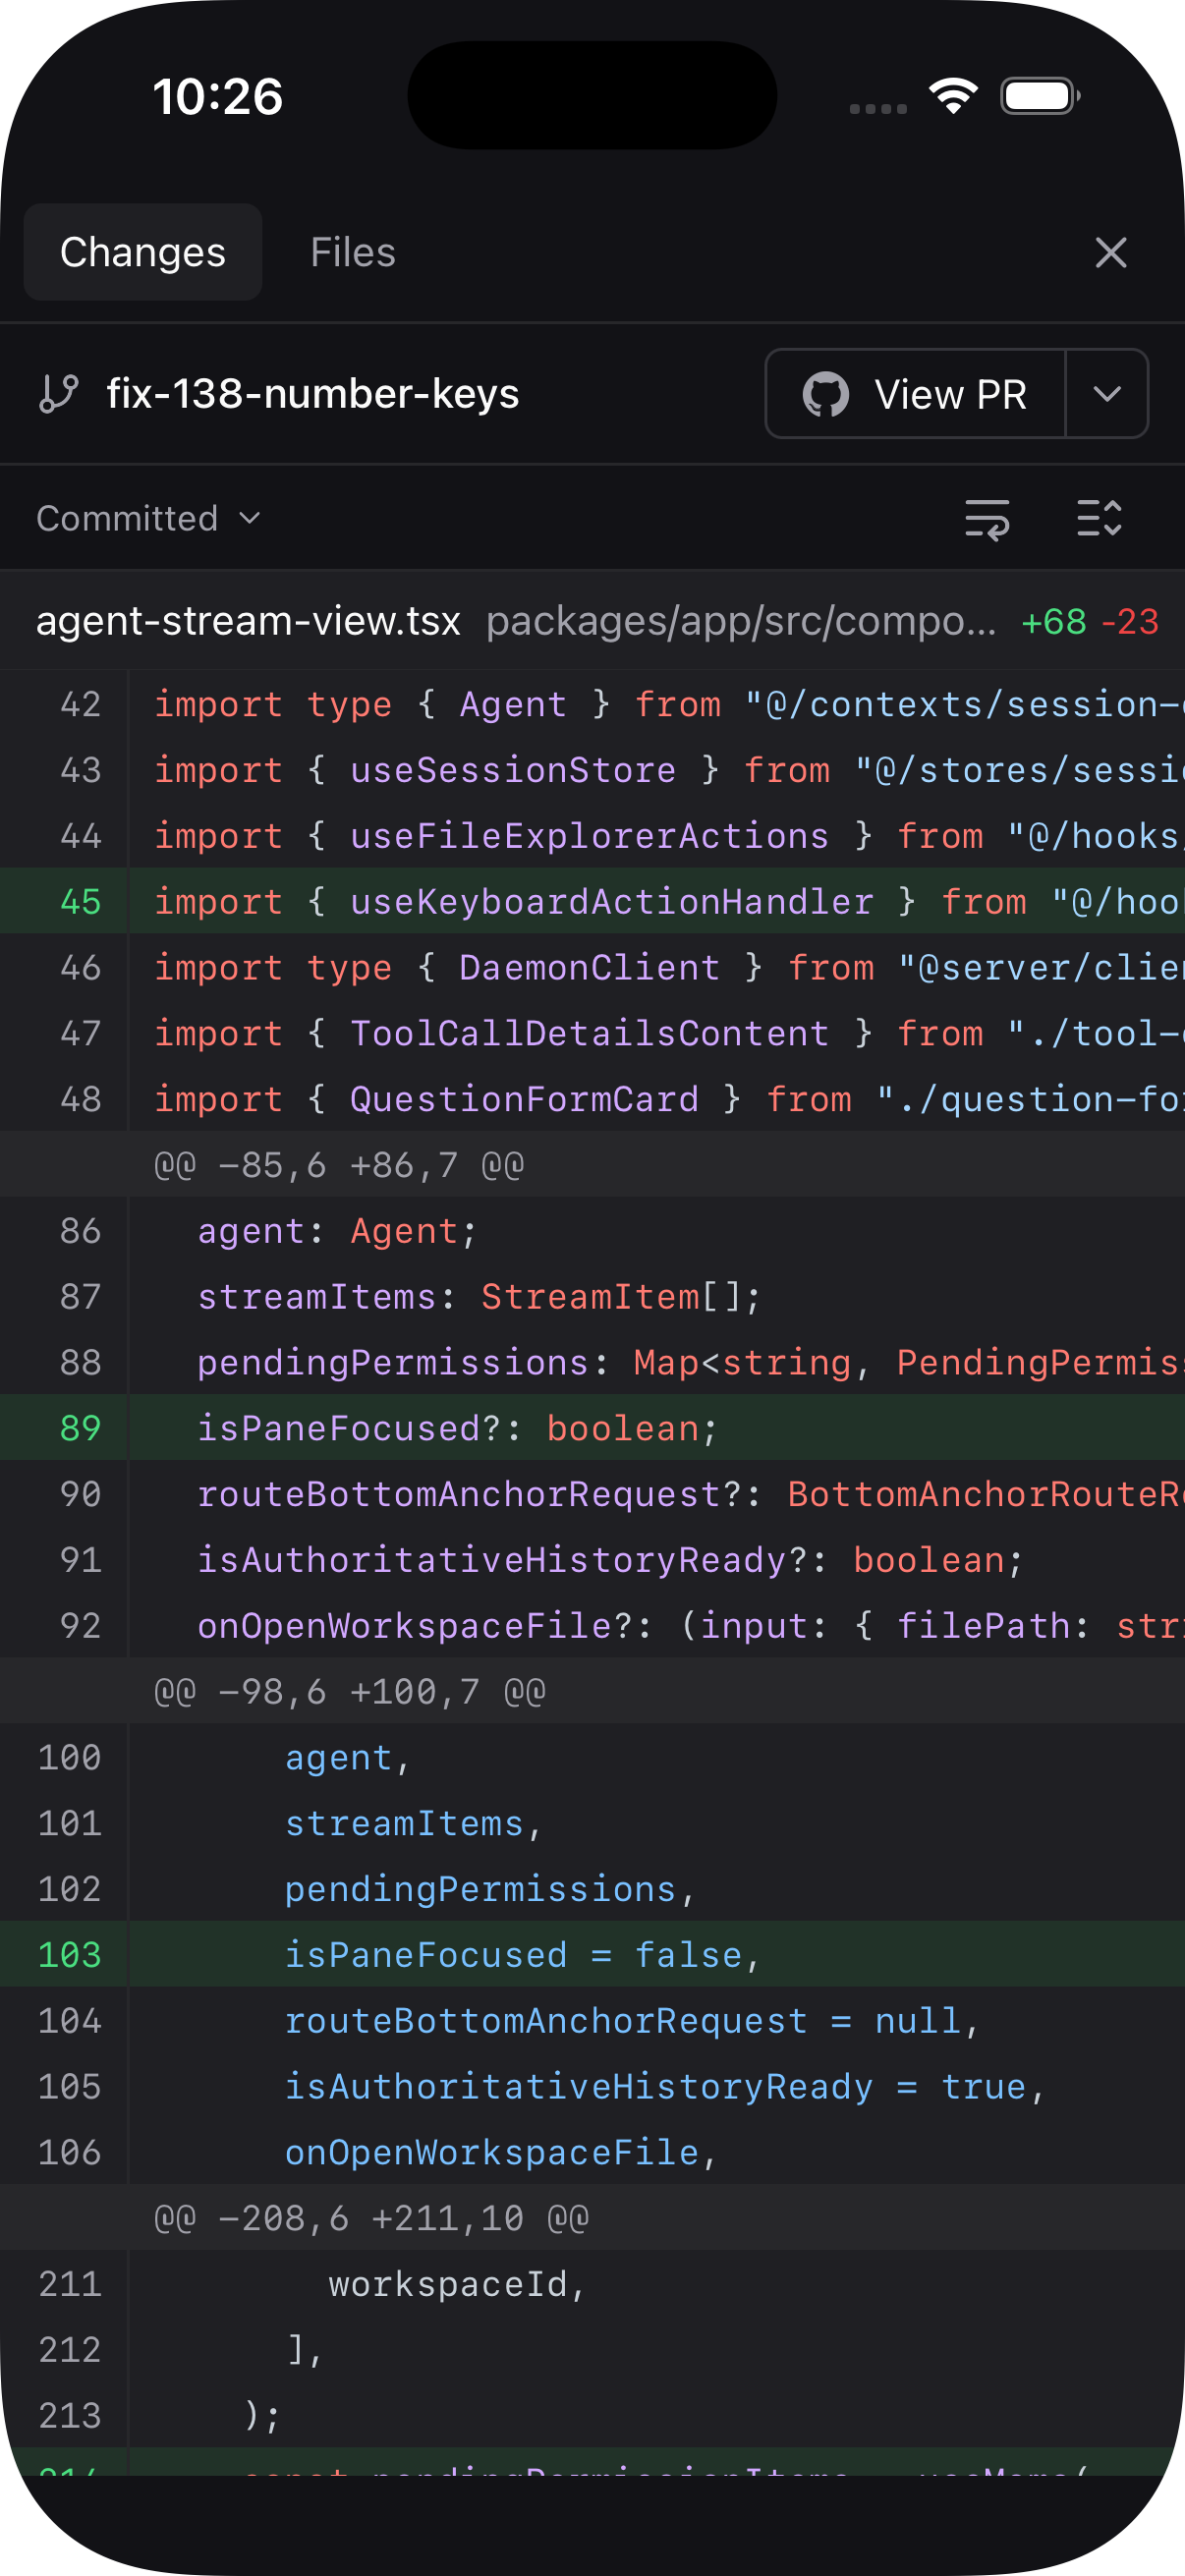 10:26
Changes Files
fix-138-number-keys View PR
Committed
agent-stream-view.tsx packages/app/src/compo... +68 -23
42 import type { Agent } from "@/contexts/session-
43 import { useSessionStore } from "@/stores/sessi
44 import { useFileExplorerActions } from "@/hooks/
45 import { useKeyboardActionHandler } from "@/hoo
46 import type { DaemonClient } from "@server/clie
47 import { ToolCallDetailsContent } from "./tool-
48 import { QuestionFormCard } from "./question-fo
@@ -85,6 +86,7 @@
86 agent: Agent;
87 streamItems: StreamItem[];
88 pendingPermissions: Map<string, PendingPermiss
89 isPaneFocused?: boolean;
90 routeBottomAnchorRequest?: BottomAnchorRouteR
91 isAuthoritativeHistoryReady?: boolean;
92 onOpenWorkspaceFile?: (input: { filePath: stri
@@ -98,6 +100,7 @@
100 agent,
101 streamItems,
102 pendingPermissions,
103 isPaneFocused = false,
104 routeBottomAnchorRequest = null,
105 isAuthoritativeHistoryReady = true,
106 onOpenWorkspaceFile,
@@ -208,6 +211,10 @@
211 workspaceId,
212 ],
213 );
214 const pendingPermissionItems = useMemo(